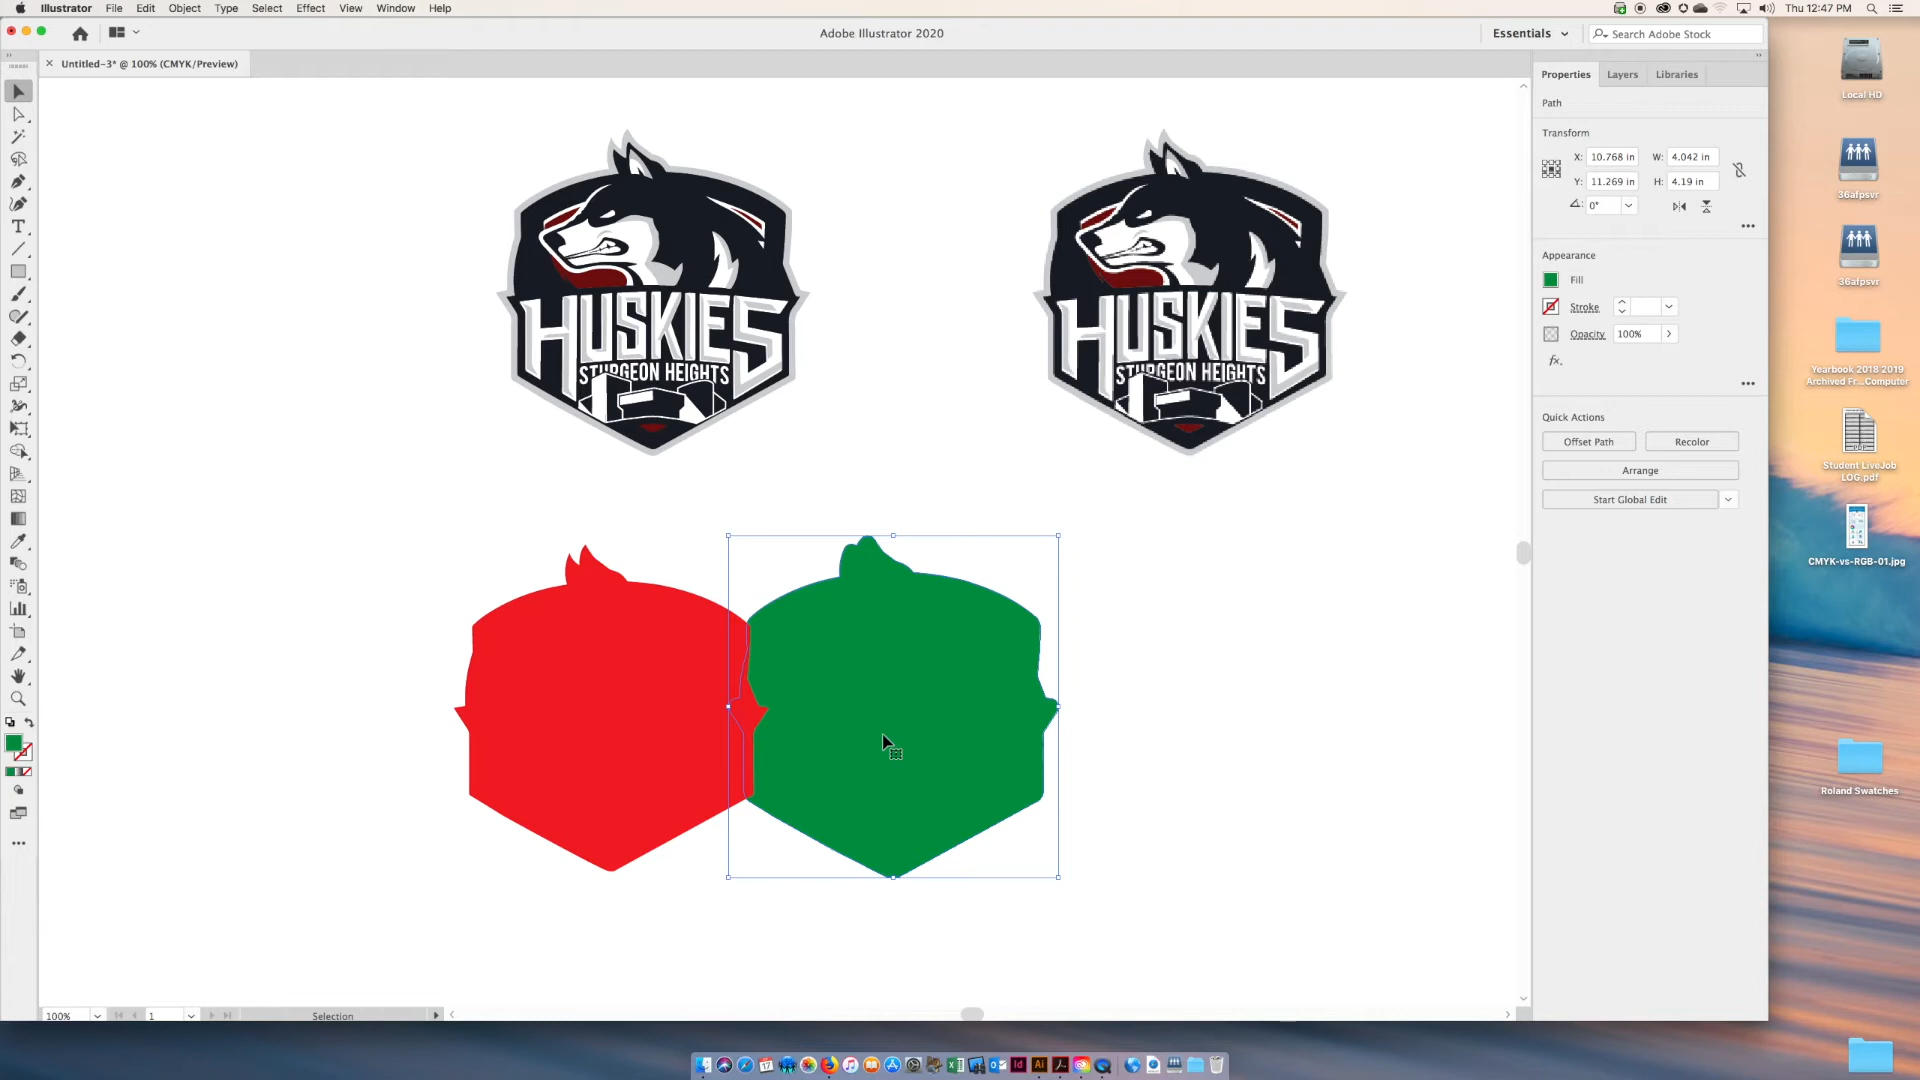 Illustrator File Edit Object Type Select Effect View Window Help
Thu 12:47 PM
Adobe Illustrator 2020
Essentials
Search Adobe Stock
Untitled-3* @ 100% (CMYK/Preview)
Properties Layers Libraries
Path
Transform
X: 10.768 in W: 4.042 in
Y: 11.269 in H: 4.19 in
0°
Appearance
Fill
Stroke
Opacity 100%
fx.
Quick Actions
Offset Path Recolor
Arrange
Start Global Edit
HUSKIES
STURGEON HEIGHTS
HUSKIES
STURGEON HEIGHTS
100% 1 Selection
Local HD
36afpsvr
36afpsvr
Yearbook 2018 2019
Archived Fr...Computer
Student LiveJob
LOG.pdf
CMYK-vs-RGB-01.jpg
Roland Swatches